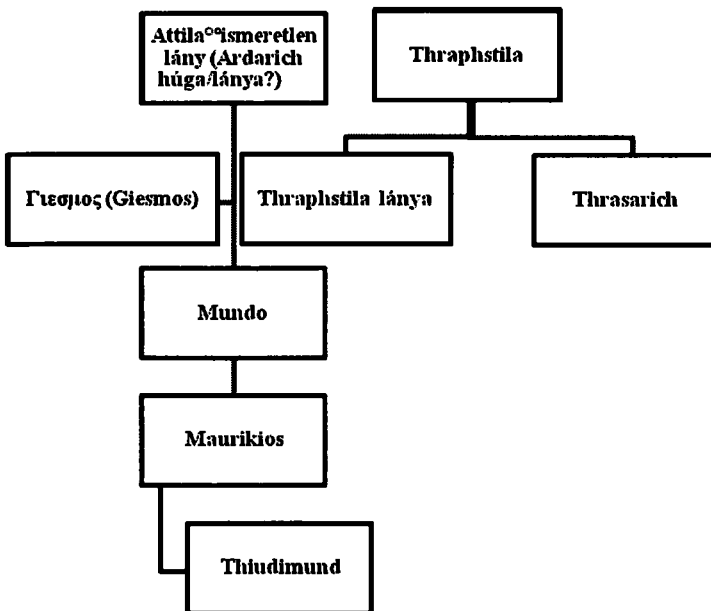 Attila°°ismeretlen
lány (Ardarich
húga/lánya?)
Thraphstila
Γιεσμος (Giesmos)
Thraphstila lánya
Thrasarich
Mundo
Maurikios
Thiudimund